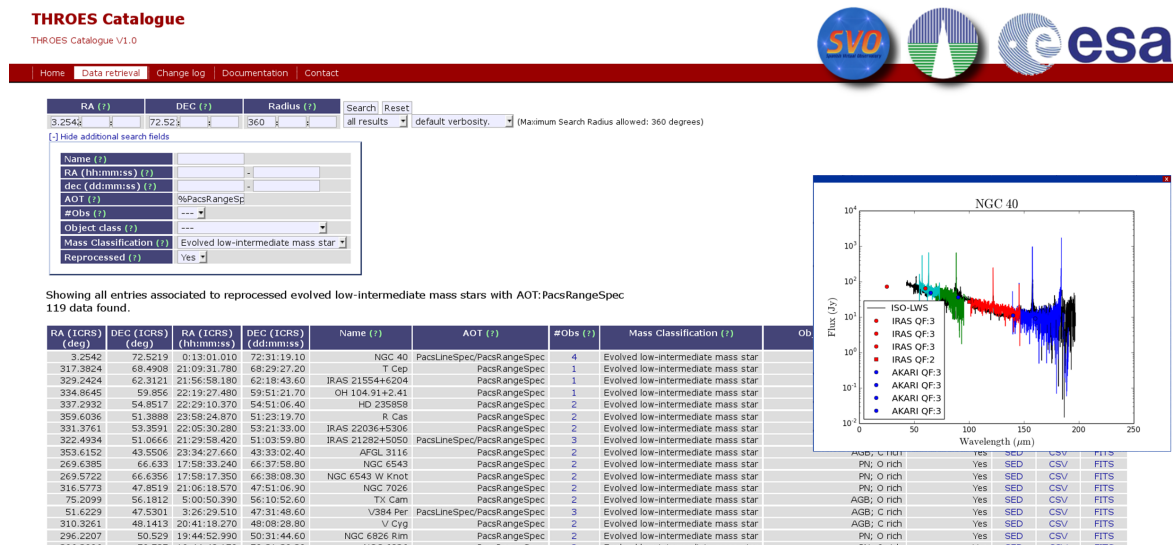 THROES Catalogue
THROES Catalogue V1.0
SVO
esa
Home Data retrieval Change log Documentation Contact
RA (?) DEC (?) Radius (?) Search Reset
3.2542 72.52 360 all results default verbosity. (Maximum Search Radius allowed: 360 degrees)
[-] Hide additional search fields
Name (?)
RA (hh:mm:ss) (?) -
dec (dd:mm:ss) (?) -
AOT (?) %PacsRangeSp
#Obs (?) ---
Object class (?) ---
Mass Classification (?) Evolved low-intermediate mass star
Reprocessed (?) Yes
x
NGC 40
10^4
10^3
10^2
10^1
10^0
10^-1
10^-2
Flux (Jy)
ISO-LWS
IRAS QF:3
IRAS QF:3
IRAS QF:3
IRAS QF:2
AKARI QF:3
AKARI QF:3
AKARI QF:3
0 50 100 150 200 250
Wavelength (μm)
Showing all entries associated to reprocessed evolved low-intermediate mass stars with AOT:PacsRangeSpec
119 data found.
RA (ICRS) (deg) DEC (ICRS) (deg) RA (ICRS) (hh:mm:ss) DEC (ICRS) (dd:mm:ss) Name (?) AOT (?) #Obs (?) Mass Classification (?) Ob
3.2542 72.5219 0:13:01.010 72:31:19.10 NGC 40 PacsLineSpec/PacsRangeSpec 4 Evolved low-intermediate mass star
317.3824 68.4908 21:09:31.780 68:29:27.20 T Cep PacsRangeSpec 1 Evolved low-intermediate mass star
329.2424 62.3121 21:56:58.180 62:18:43.60 IRAS 21554+6204 PacsRangeSpec 1 Evolved low-intermediate mass star
334.8645 59.856 22:19:27.480 59:51:21.70 OH 104.91+2.41 PacsRangeSpec 1 Evolved low-intermediate mass star
337.2932 54.8517 22:29:10.370 54:51:06.40 HD 235858 PacsRangeSpec 2 Evolved low-intermediate mass star
359.6036 51.3888 23:58:24.870 51:23:19.70 R Cas PacsRangeSpec 2 Evolved low-intermediate mass star
331.3761 53.3591 22:05:30.280 53:21:33.00 IRAS 22036+5306 PacsRangeSpec 2 Evolved low-intermediate mass star
322.4934 51.0666 21:29:58.420 51:03:59.80 IRAS 21282+5050 PacsLineSpec/PacsRangeSpec 3 Evolved low-intermediate mass star
353.6152 43.5506 23:34:27.660 43:33:02.40 AFGL 3116 PacsRangeSpec 2 Evolved low-intermediate mass star AGB; C rich Yes SED CSV FITS
269.6385 66.633 17:58:33.240 66:37:58.80 NGC 6543 PacsRangeSpec 2 Evolved low-intermediate mass star PN; O rich Yes SED CSV FITS
269.5722 66.6356 17:58:17.350 66:38:08.30 NGC 6543 W Knot PacsRangeSpec 2 Evolved low-intermediate mass star PN; O rich Yes SED CSV FITS
316.5773 47.8519 21:06:18.570 47:51:06.90 NGC 7026 PacsRangeSpec 2 Evolved low-intermediate mass star PN; O rich Yes SED CSV FITS
75.2099 56.1812 5:00:50.390 56:10:52.60 TX Cam PacsRangeSpec 2 Evolved low-intermediate mass star AGB; O rich Yes SED CSV FITS
51.6229 47.5301 3:26:29.510 47:31:48.60 V384 Per PacsLineSpec/PacsRangeSpec 3 Evolved low-intermediate mass star AGB; C rich Yes SED CSV FITS
310.3261 48.1413 20:41:18.270 48:08:28.80 V Cyg PacsRangeSpec 2 Evolved low-intermediate mass star AGB; C rich Yes SED CSV FITS
296.2207 50.529 19:44:52.990 50:31:44.60 NGC 6826 Rim PacsRangeSpec 2 Evolved low-intermediate mass star PN; O rich Yes SED CSV FITS